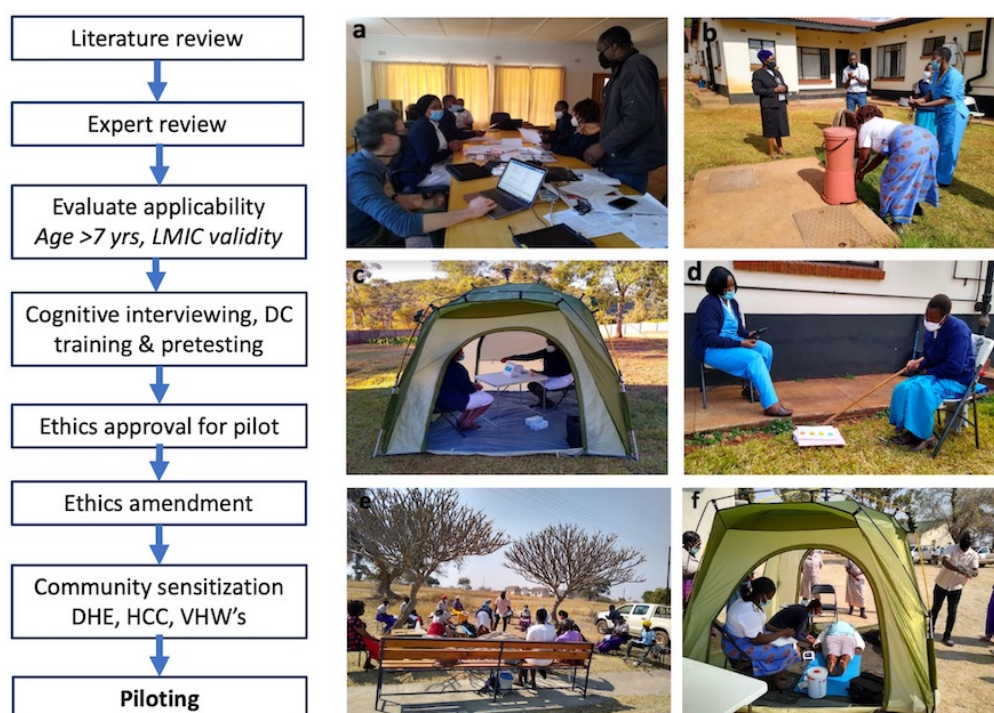 Literature review
Expert review
Evaluate applicability
Age >7 yrs, LMIC validity
Cognitive interviewing, DC
training & pretesting
Ethics approval for pilot
Ethics amendment
Community sensitization
DHE, HCC, VHW's
Piloting
a
b
c
d
e
f